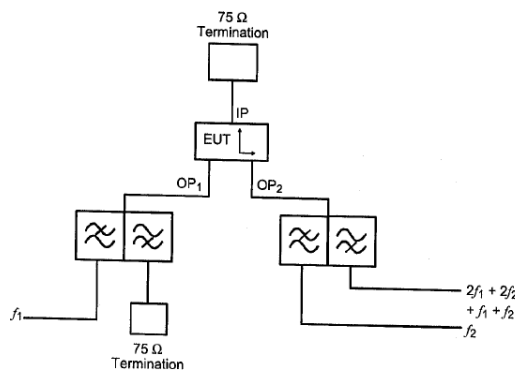 75 Ω
Termination
IP
EUT
OP₁
OP₂
f₁
2f₁ + 2f₂
+ f₁ + f₂
f₂
75 Ω
Termination